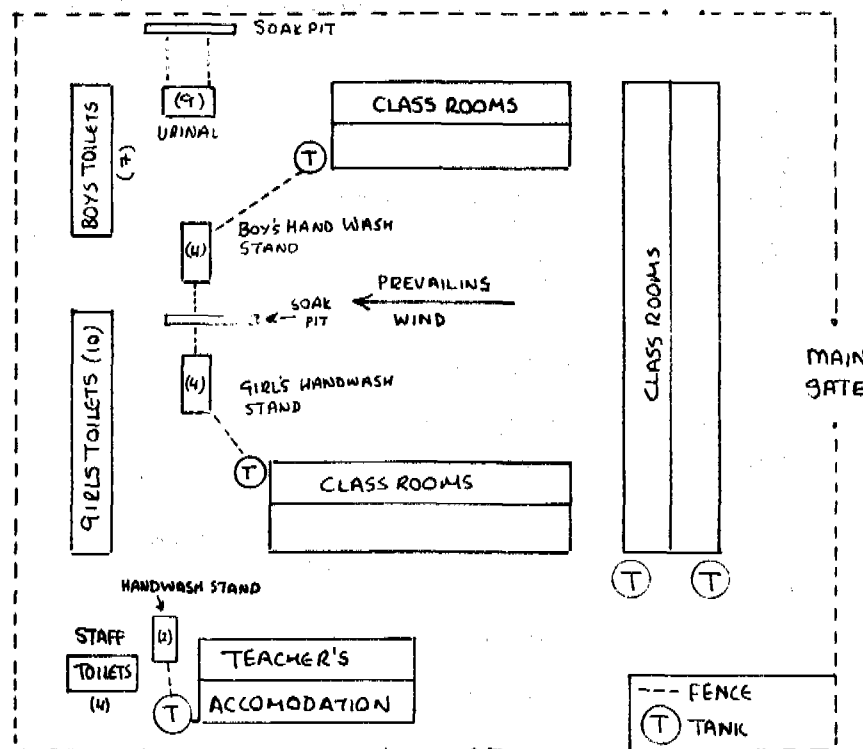 SOAK PIT
(9)
URINAL
BOYS TOILETS
(7)
CLASS ROOMS
T
(4)
BOY'S HAND WASH
STAND
PREVAILING
WIND
SOAK
PIT
CLASS ROOMS
MAIN
GATE
GIRLS TOILETS (10)
(4)
GIRL'S HANDWASH
STAND
T
CLASS ROOMS
T
T
HANDWASH STAND
(2)
STAFF
TOILETS
(4)
TEACHER'S
ACCOMODATION
T
--- FENCE
T TANK